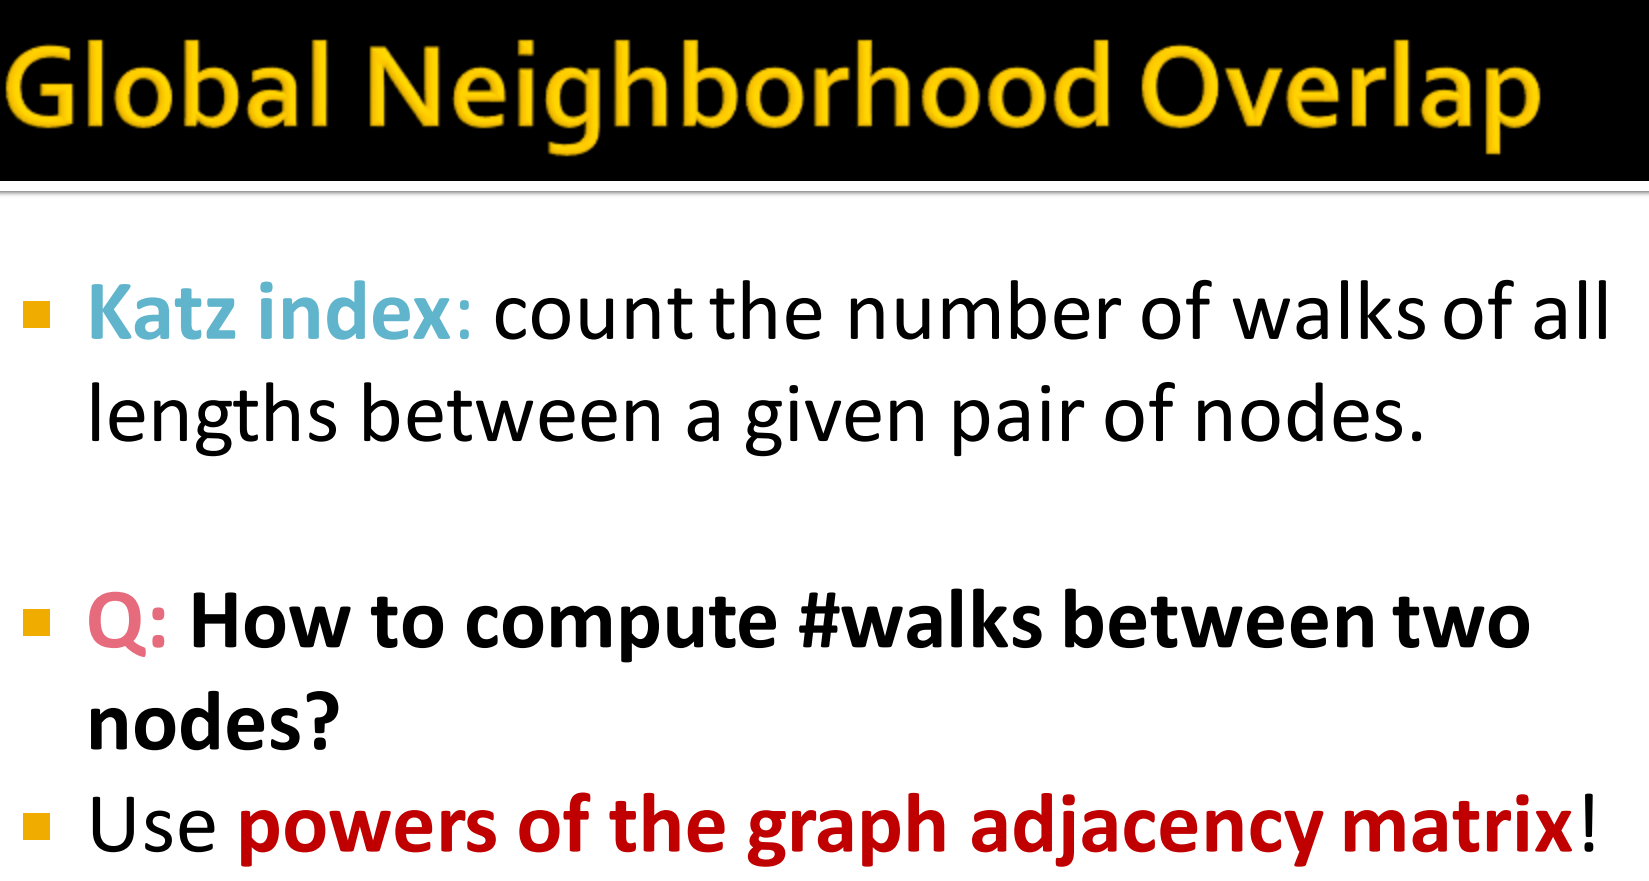 Global Neighborhood Overlap
Katz index: count the number of walks of all
lengths between a given pair of nodes.
Q: How to compute #walks between two
nodes?
Use powers of the graph adjacency matrix!